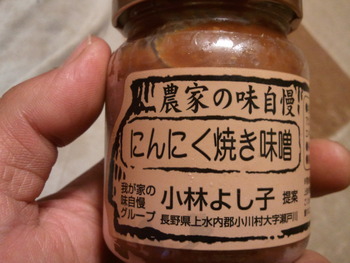 農家の味自慢
にんにく焼き味噌
我が家の
味自慢
グループ
小林よし子 提案
長野県上水内郡小川村大字瀬戸川